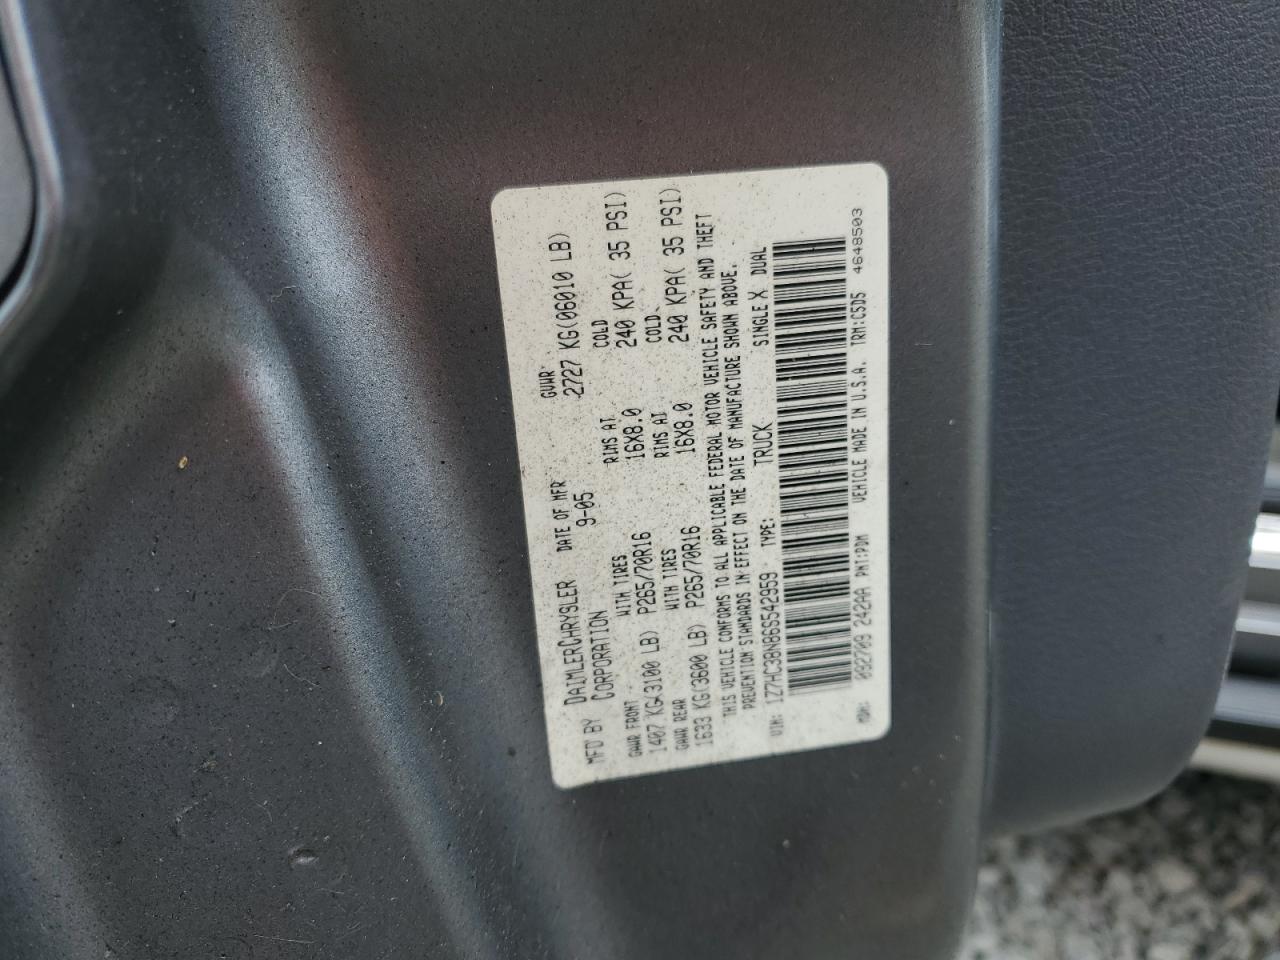 MFD BY DAIMLERCHRYSLER CORPORATION
DATE OF MFR 9-05
GVWR 2727 KG(06010 LB)
GAWR FRONT WITH TIRES RIMS AT COLD
1407 KG(3100 LB) P265/70R16 16X8.0 240 KPA( 35 PSI)
GAWR REAR WITH TIRES RIMS AT COLD
1633 KG(3600 LB) P265/70R16 16X8.0 240 KPA( 35 PSI)
THIS VEHICLE CONFORMS TO ALL APPLICABLE FEDERAL MOTOR VEHICLE SAFETY AND THEFT
PREVENTION STANDARDS IN EFFECT ON THE DATE OF MANUFACTURE SHOWN ABOVE.
VIN: 1Z7HC38N86S542959 TYPE: TRUCK SINGLE X DUAL
MDH: 092709 242AA PNT:PDM VEHICLE MADE IN U.S.A. TRM:C5D5 4648503